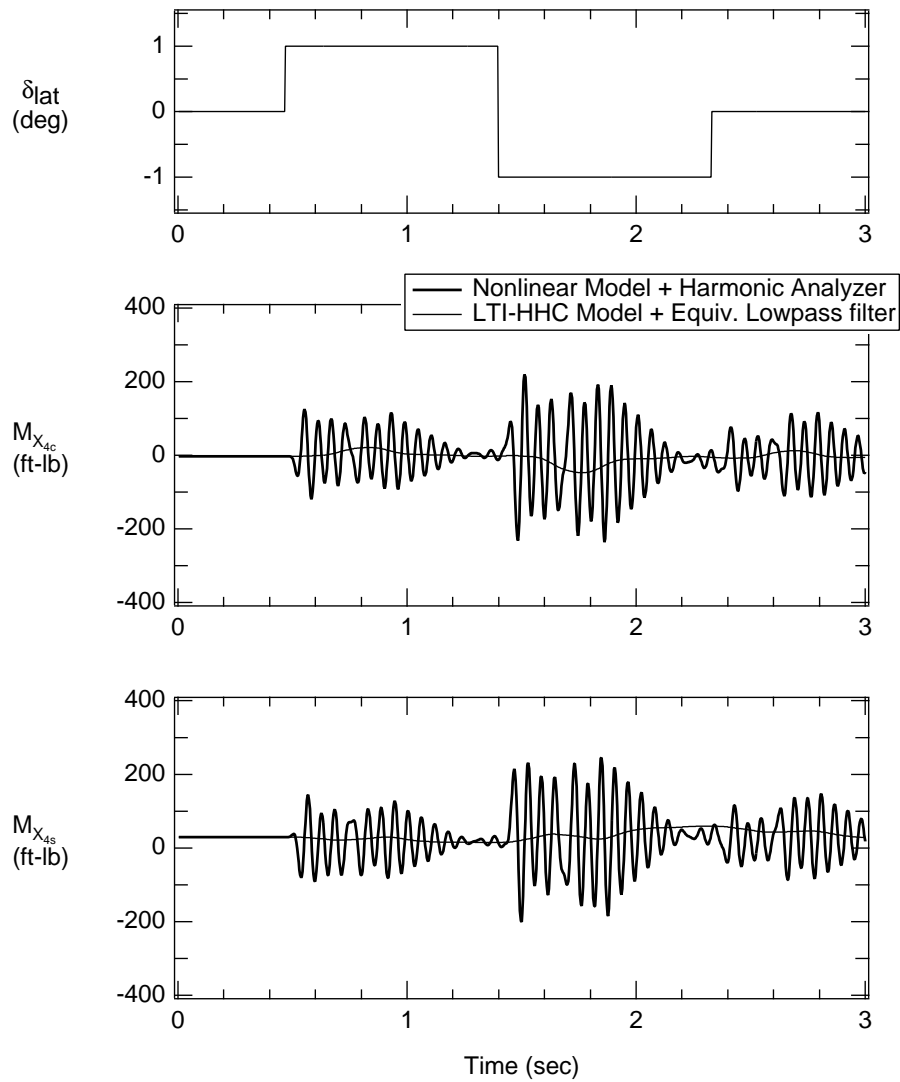 δlat
(deg)
1
0
-1
0 1 2 3
Nonlinear Model + Harmonic Analyzer
LTI-HHC Model + Equiv. Lowpass filter
MX4c
(ft-lb)
400
200
0
-200
-400
0 1 2 3
MX4s
(ft-lb)
400
200
0
-200
-400
0 1 2 3
Time (sec)